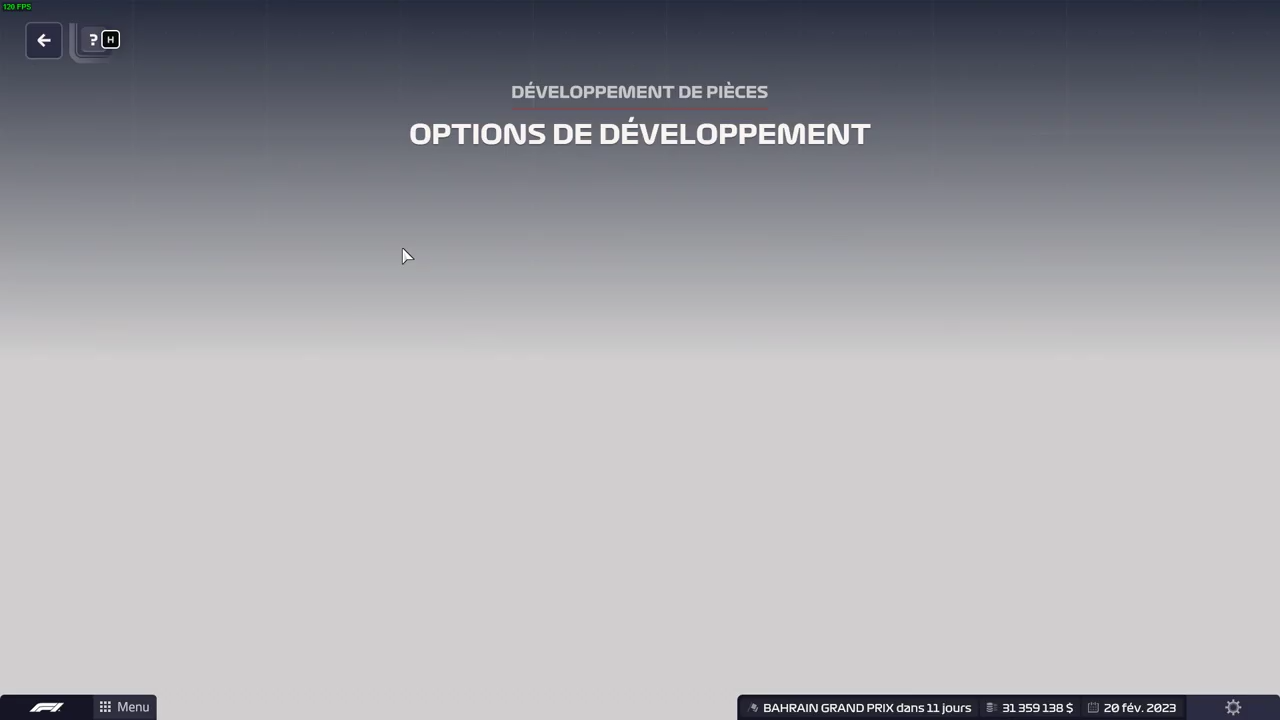 120 FPS
? H
DÉVELOPPEMENT DE PIÈCES
OPTIONS DE DÉVELOPPEMENT
F1 Menu
BAHRAIN GRAND PRIX dans 11 jours 31 359 138 $ 20 fév. 2023